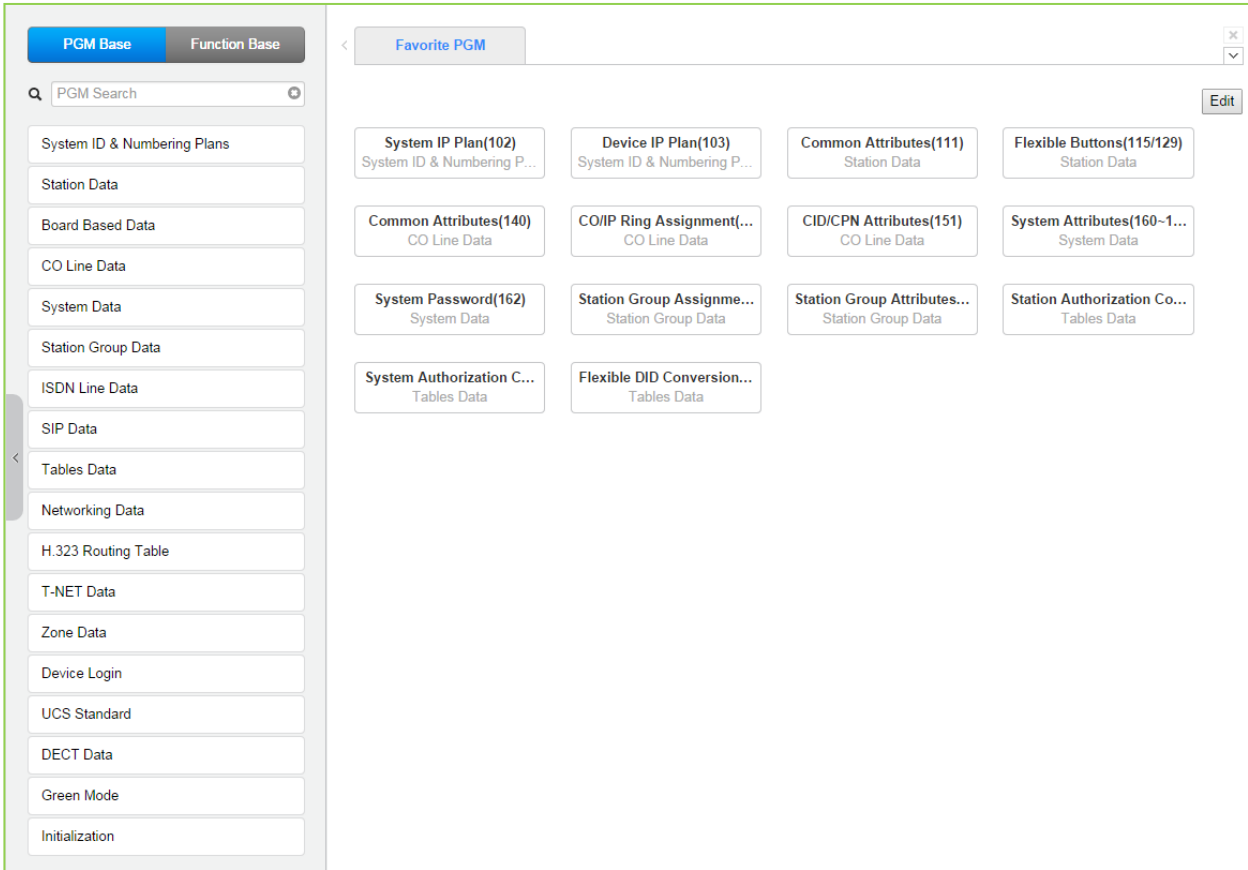 PGM Base
Function Base
PGM Search
System ID & Numbering Plans
Station Data
Board Based Data
CO Line Data
System Data
Station Group Data
ISDN Line Data
SIP Data
Tables Data
Networking Data
H.323 Routing Table
T-NET Data
Zone Data
Device Login
UCS Standard
DECT Data
Green Mode
Initialization
Favorite PGM
Edit
System IP Plan(102)
System ID & Numbering P...
Device IP Plan(103)
System ID & Numbering P...
Common Attributes(111)
Station Data
Flexible Buttons(115/129)
Station Data
Common Attributes(140)
CO Line Data
CO/IP Ring Assignment(...
CO Line Data
CID/CPN Attributes(151)
CO Line Data
System Attributes(160~1...
System Data
System Password(162)
System Data
Station Group Assignme...
Station Group Data
Station Group Attributes...
Station Group Data
Station Authorization Co...
Tables Data
System Authorization C...
Tables Data
Flexible DID Conversion...
Tables Data